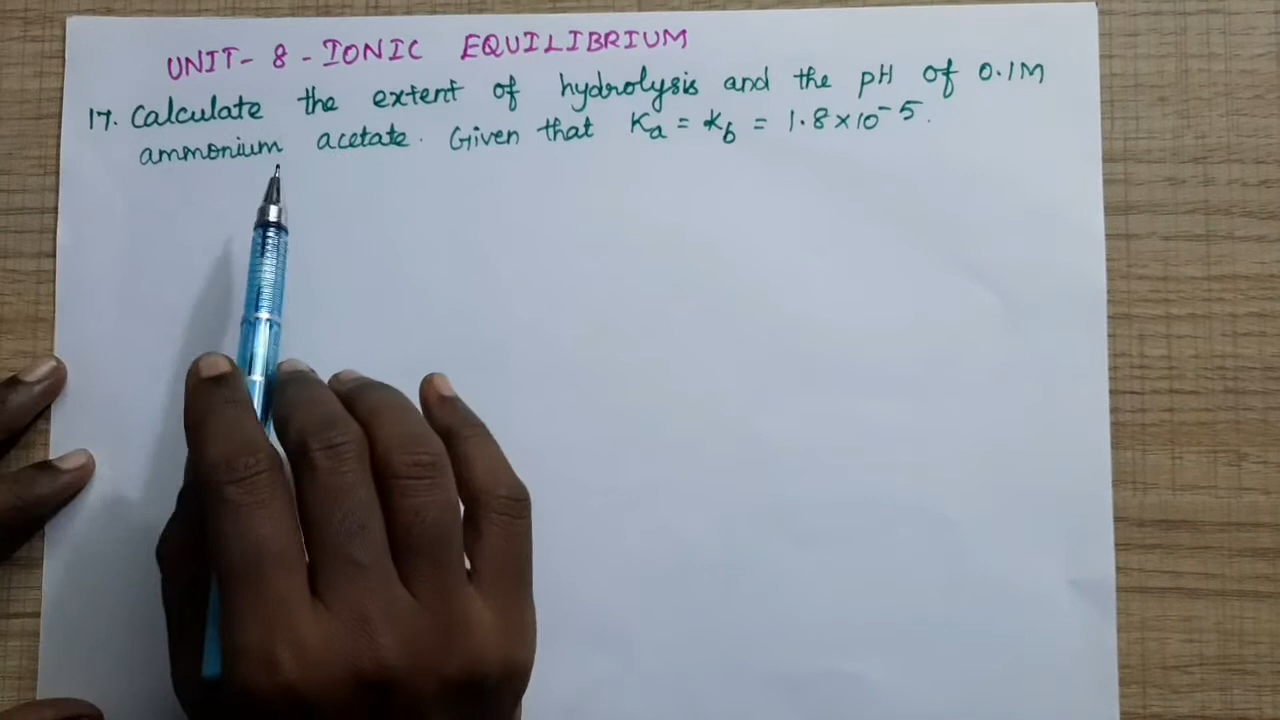 UNIT- 8 - IONIC EQUILIBRIUM
17. Calculate the extent of hydrolysis and the pH of 0.1M
ammonium acetate. Given that Ka = Kb = 1.8×10⁻⁵.